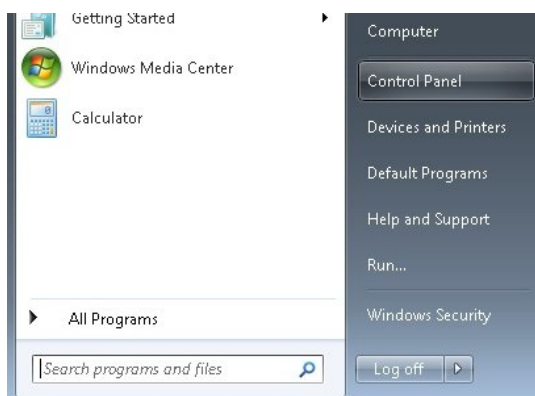 Getting Started
Windows Media Center
Calculator
All Programs
Search programs and files
Computer
Control Panel
Devices and Printers
Default Programs
Help and Support
Run...
Windows Security
Log off